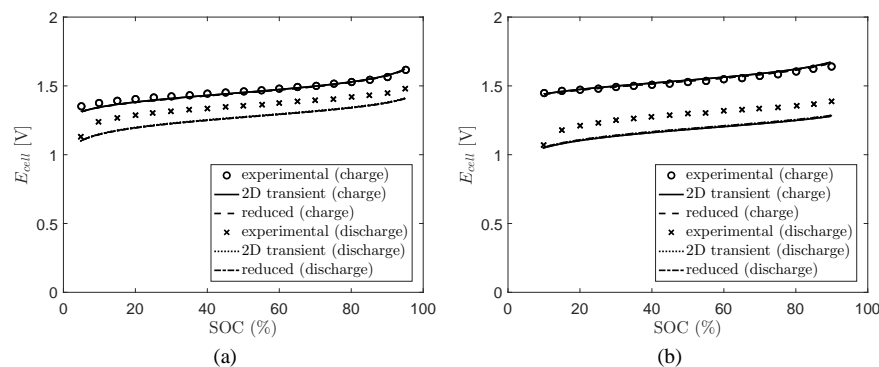 2
1.5
1
0.5
0
E_cell [V]
experimental (charge)
2D transient (charge)
reduced (charge)
experimental (discharge)
2D transient (discharge)
reduced (discharge)
0 20 40 60 80 100
SOC (%)
(a)
2
1.5
1
0.5
0
E_cell [V]
experimental (charge)
2D transient (charge)
reduced (charge)
experimental (discharge)
2D transient (discharge)
reduced (discharge)
0 20 40 60 80 100
SOC (%)
(b)